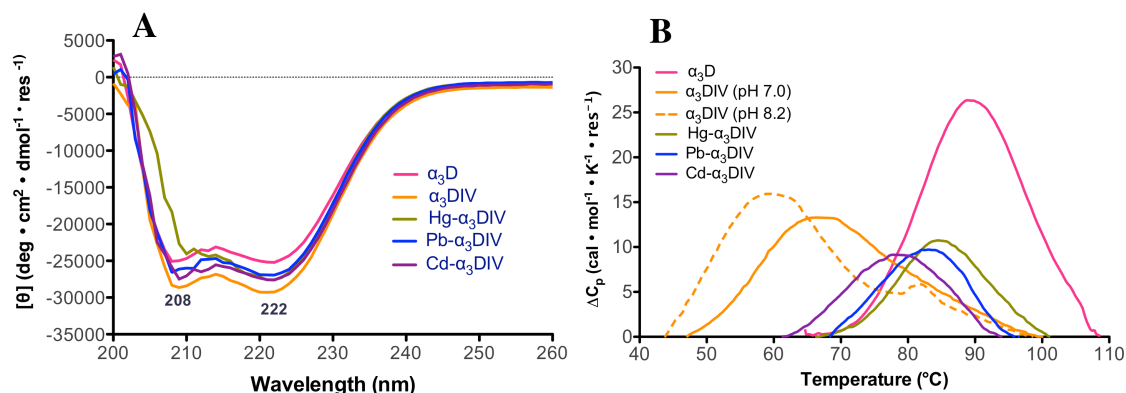 A
[θ] (deg • cm² • dmol⁻¹ • res⁻¹)
5000
0
-5000
-10000
-15000
-20000
-25000
-30000
-35000
α₃D
α₃DIV
Hg-α₃DIV
Pb-α₃DIV
Cd-α₃DIV
208
222
200
210
220
230
240
250
260
Wavelength (nm)
B
ΔCₚ (cal • mol⁻¹ • K⁻¹ • res⁻¹)
30
25
20
15
10
5
0
α₃D
α₃DIV (pH 7.0)
α₃DIV (pH 8.2)
Hg-α₃DIV
Pb-α₃DIV
Cd-α₃DIV
40
50
60
70
80
90
100
110
Temperature (°C)